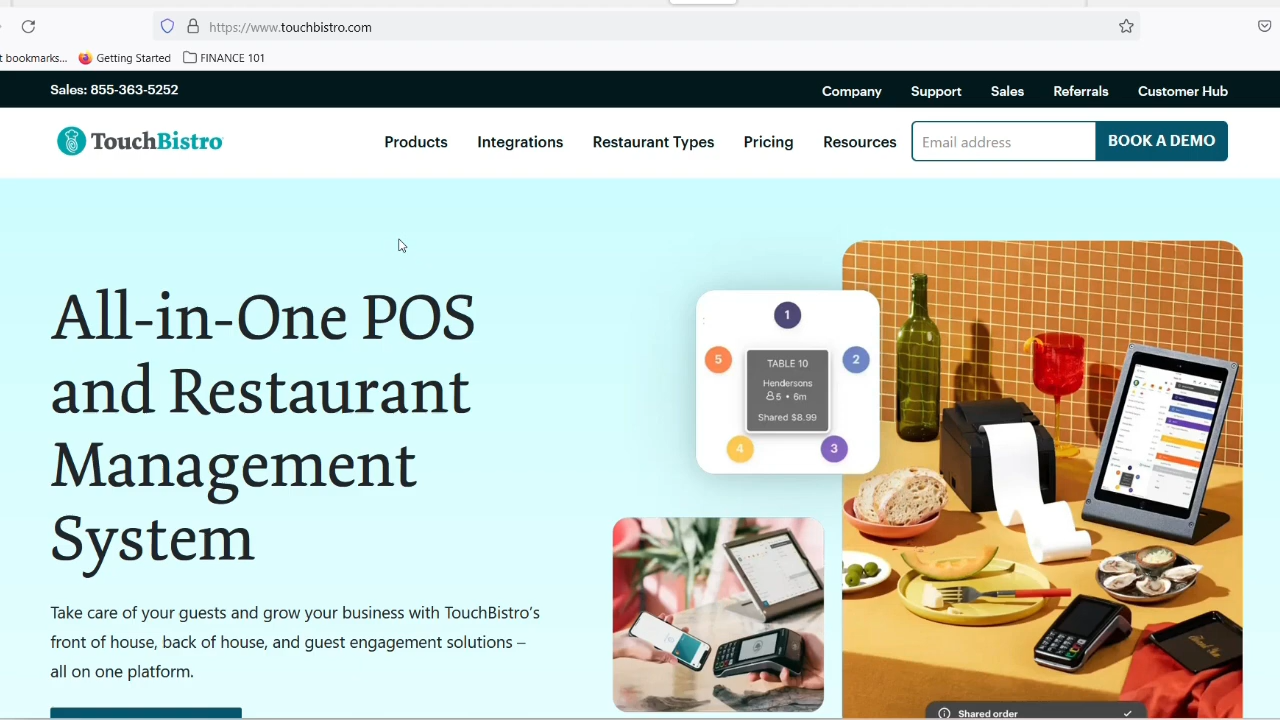 https://www.touchbistro.com
t bookmarks...
Getting Started
FINANCE 101
Sales: 855-363-5252
Company
Support
Sales
Referrals
Customer Hub
TouchBistro
Products
Integrations
Restaurant Types
Pricing
Resources
Email address
BOOK A DEMO
All-in-One POS
and Restaurant
Management
System
Take care of your guests and grow your business with TouchBistro’s
front of house, back of house, and guest engagement solutions –
all on one platform.
1
5
2
TABLE 10
Hendersons
5 • 6m
Shared $8.99
4
3
Shared order